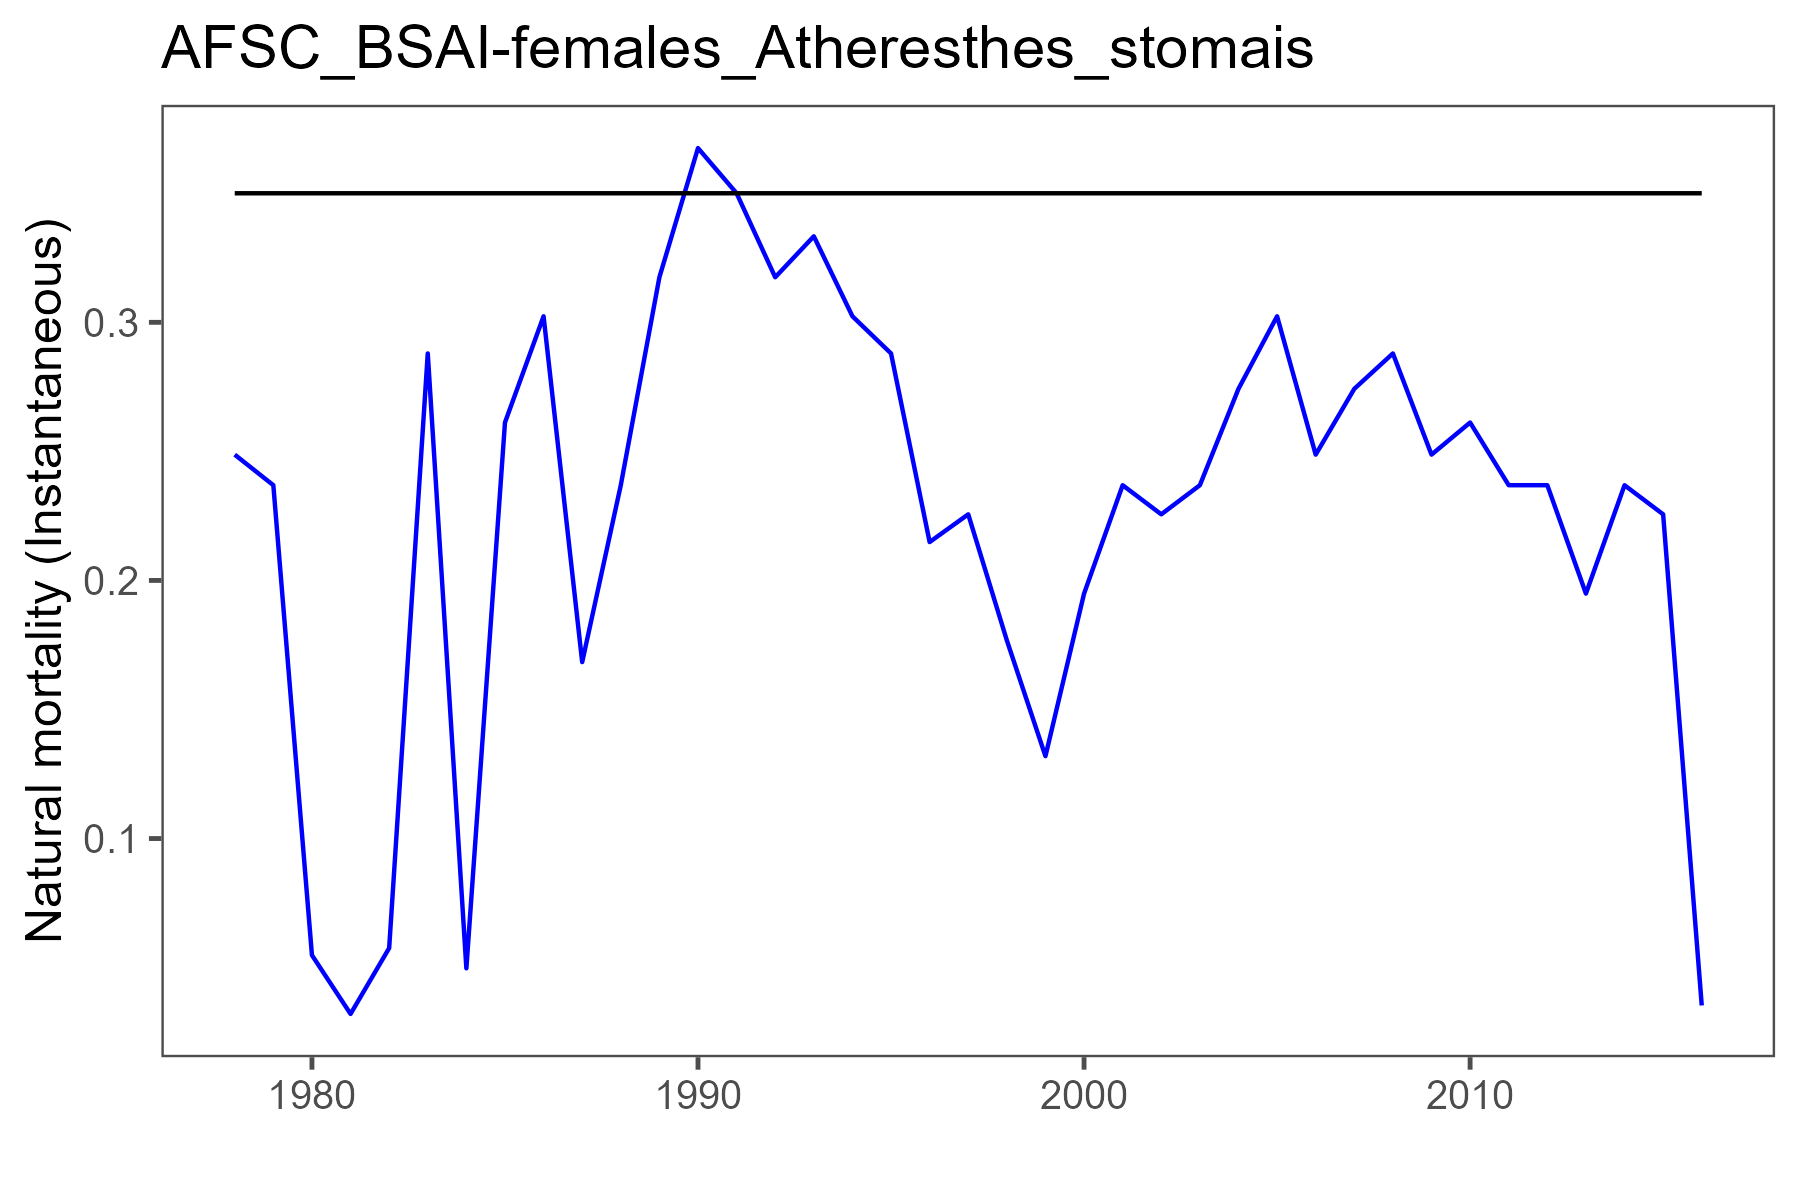 AFSC_BSAI-females_Atheresthes_stomais
Natural mortality (Instantaneous)
0.3
0.2
0.1
1980 1990 2000 2010